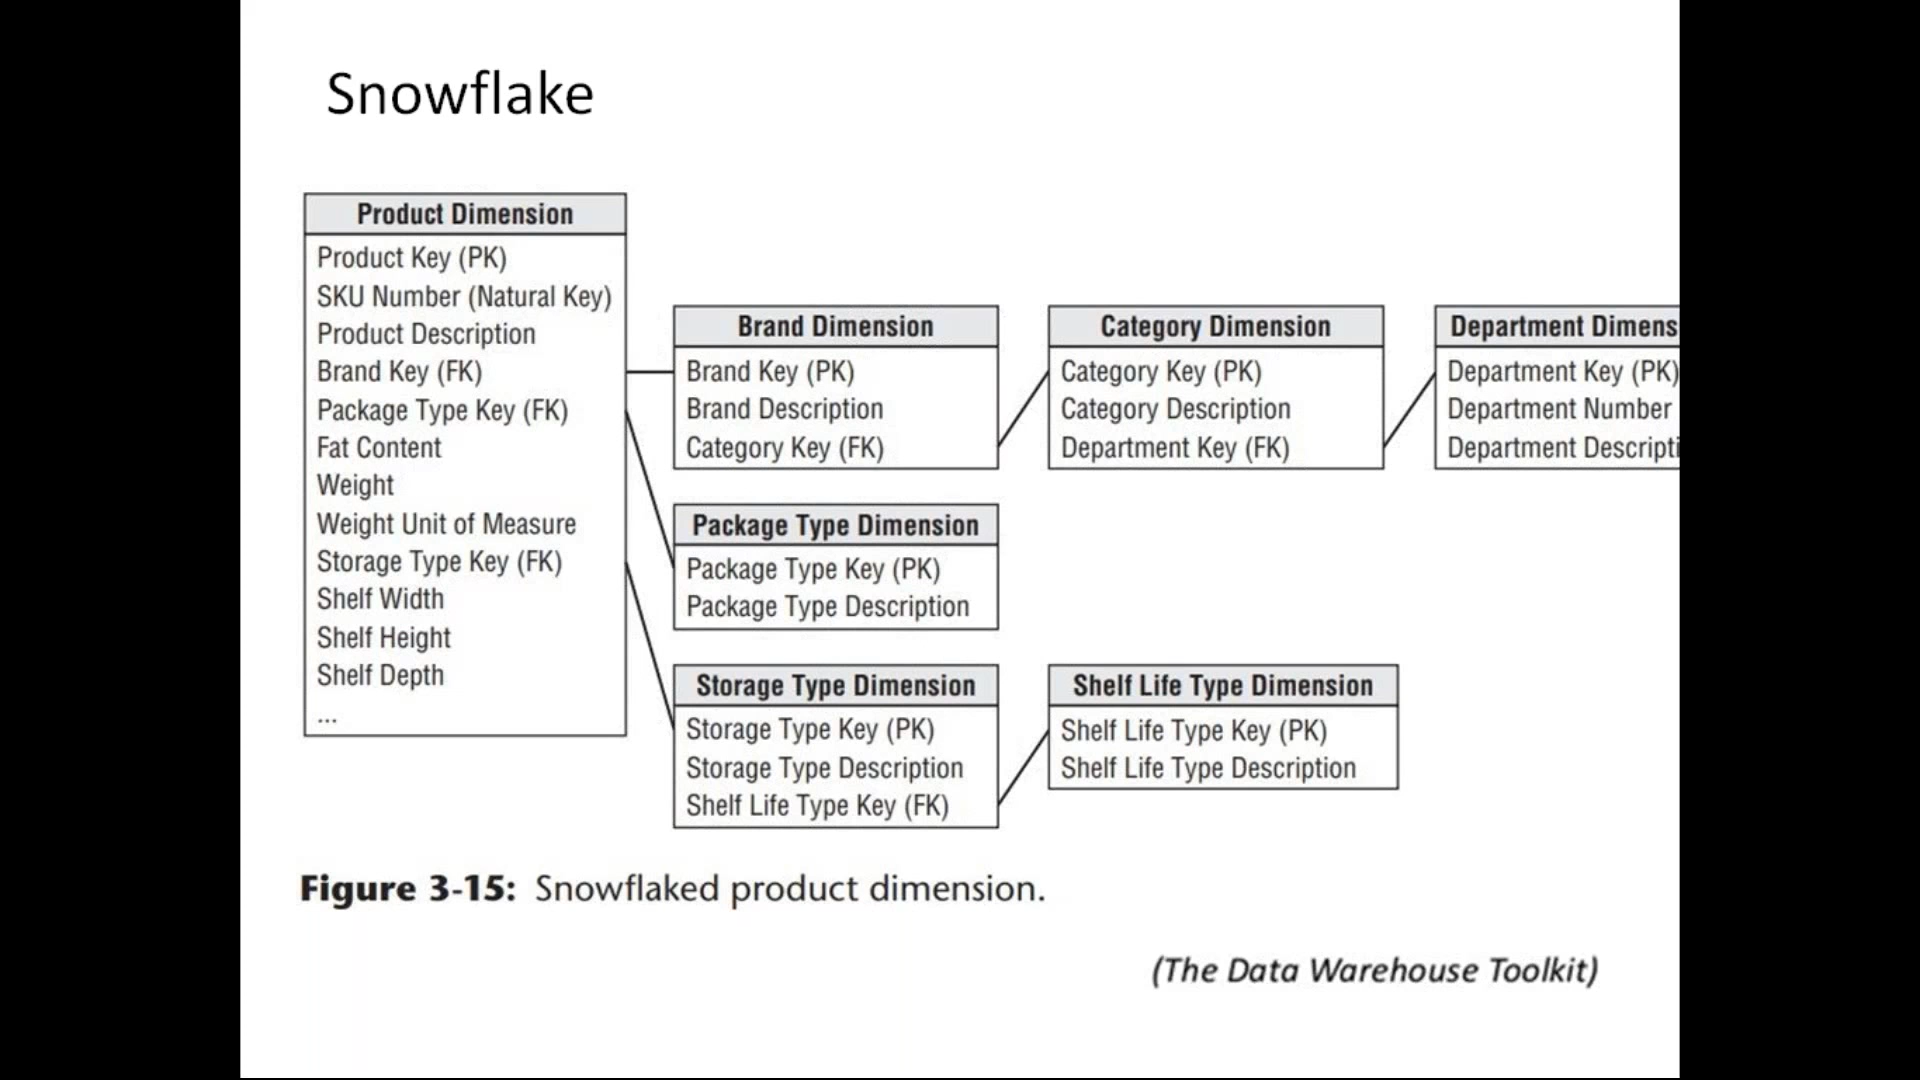 Snowflake
Product Dimension
Product Key (PK)
SKU Number (Natural Key)
Product Description
Brand Key (FK)
Package Type Key (FK)
Fat Content
Weight
Weight Unit of Measure
Storage Type Key (FK)
Shelf Width
Shelf Height
Shelf Depth
...
Brand Dimension
Brand Key (PK)
Brand Description
Category Key (FK)
Category Dimension
Category Key (PK)
Category Description
Department Key (FK)
Department Dimens
Department Key (PK)
Department Number
Department Descripti
Package Type Dimension
Package Type Key (PK)
Package Type Description
Storage Type Dimension
Storage Type Key (PK)
Storage Type Description
Shelf Life Type Key (FK)
Shelf Life Type Dimension
Shelf Life Type Key (PK)
Shelf Life Type Description
Figure 3-15: Snowflaked product dimension.
(The Data Warehouse Toolkit)